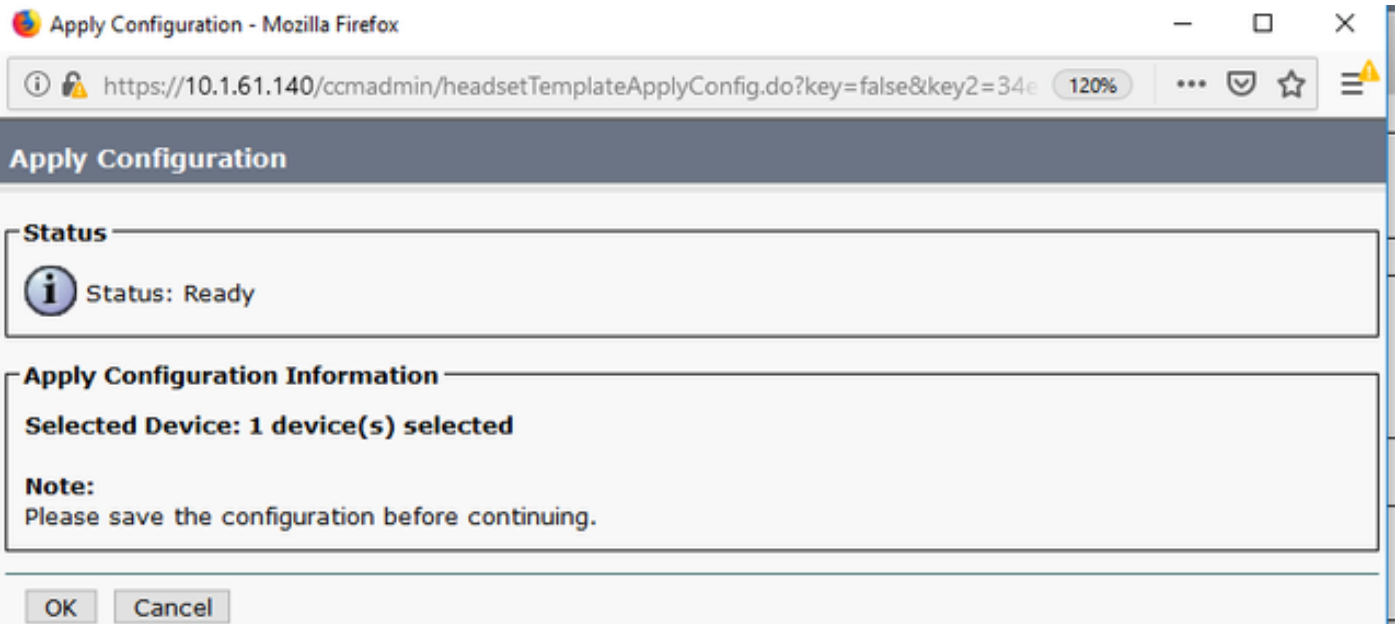 Apply Configuration - Mozilla Firefox
https://10.1.61.140/ccmadmin/headsetTemplateApplyConfig.do?key=false&key2=34e 120%
Apply Configuration
Status
Status: Ready
Apply Configuration Information
Selected Device: 1 device(s) selected
Note:
Please save the configuration before continuing.
OK Cancel